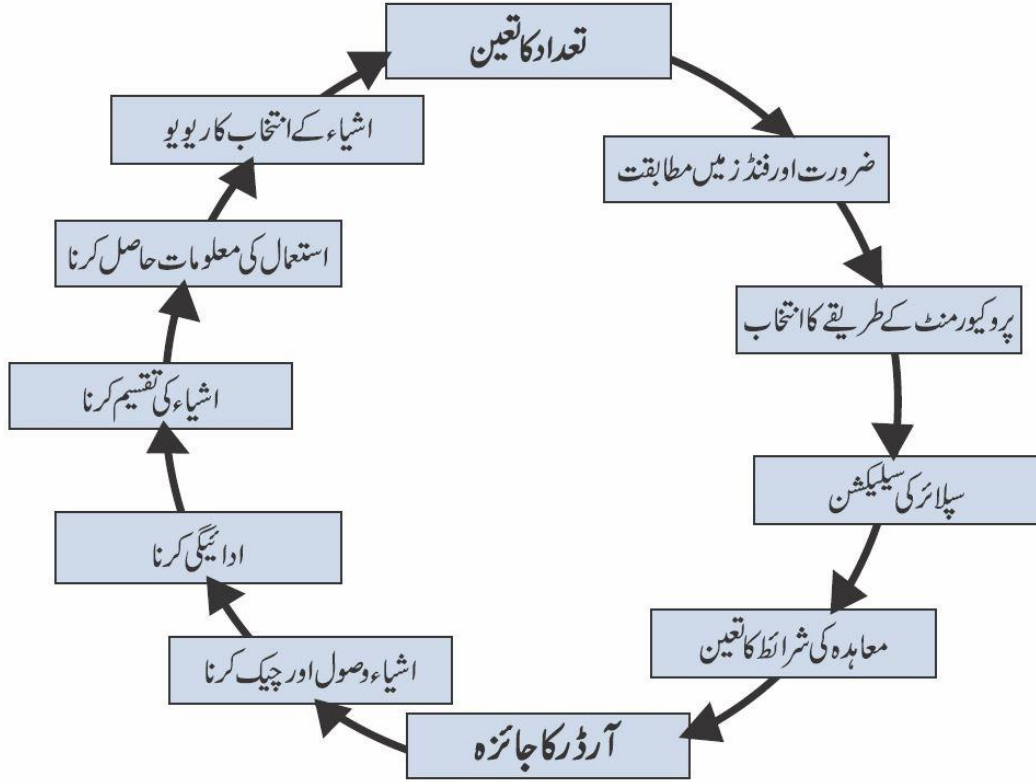 تعداد کا تعین
ضرورت اور فنڈز میں مطابقت
پروکیورمنٹ کے طریقے کا انتخاب
سپلائر کی سیلیکشن
معاہدہ کی شرائط کا تعین
آرڈر کا جائزہ
اشیاء وصول اور چیک کرنا
ادائیگی کرنا
اشیاء کی تقسیم کرنا
استعمال کی معلومات حاصل کرنا
اشیاء کے انتخاب کا ریویو